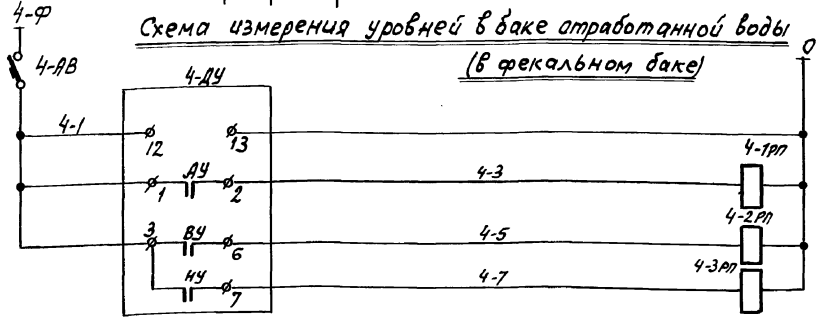 4-Ф
Схема измерения уровней в баке отработанной воды
(в фекальном баке)
0
4-АВ
4-ДУ
4-1
12
13
4-1РП
АУ
1
2
4-3
4-2РП
3
ВУ
6
4-5
4-3РП
НУ
7
4-7